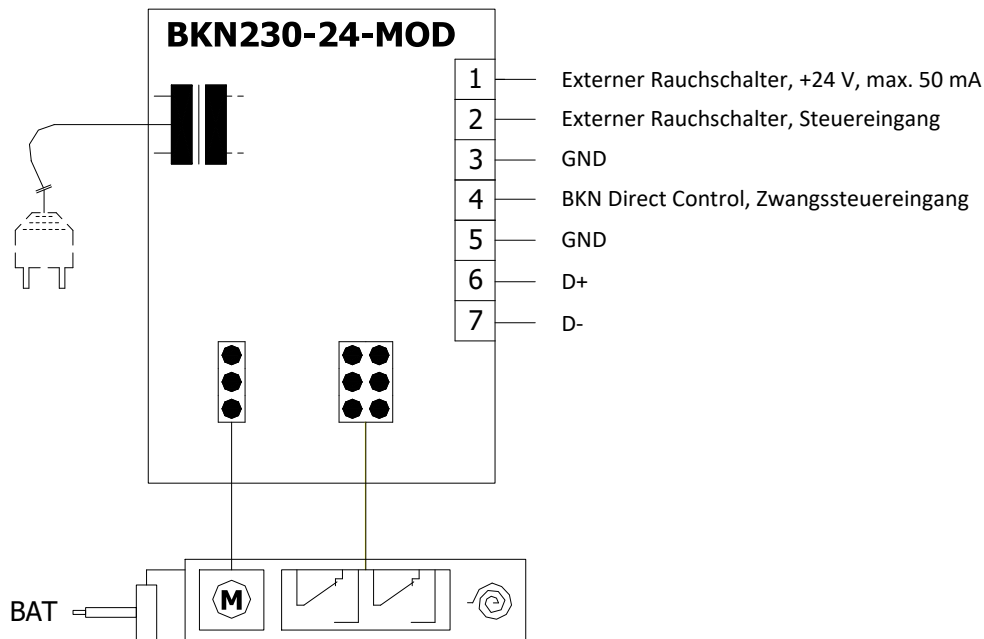 BKN230-24-MOD
1 Externer Rauchschalter, +24 V, max. 50 mA
2 Externer Rauchschalter, Steuereingang
3 GND
4 BKN Direct Control, Zwangssteuereingang
5 GND
6 D+
7 D-
M
BAT